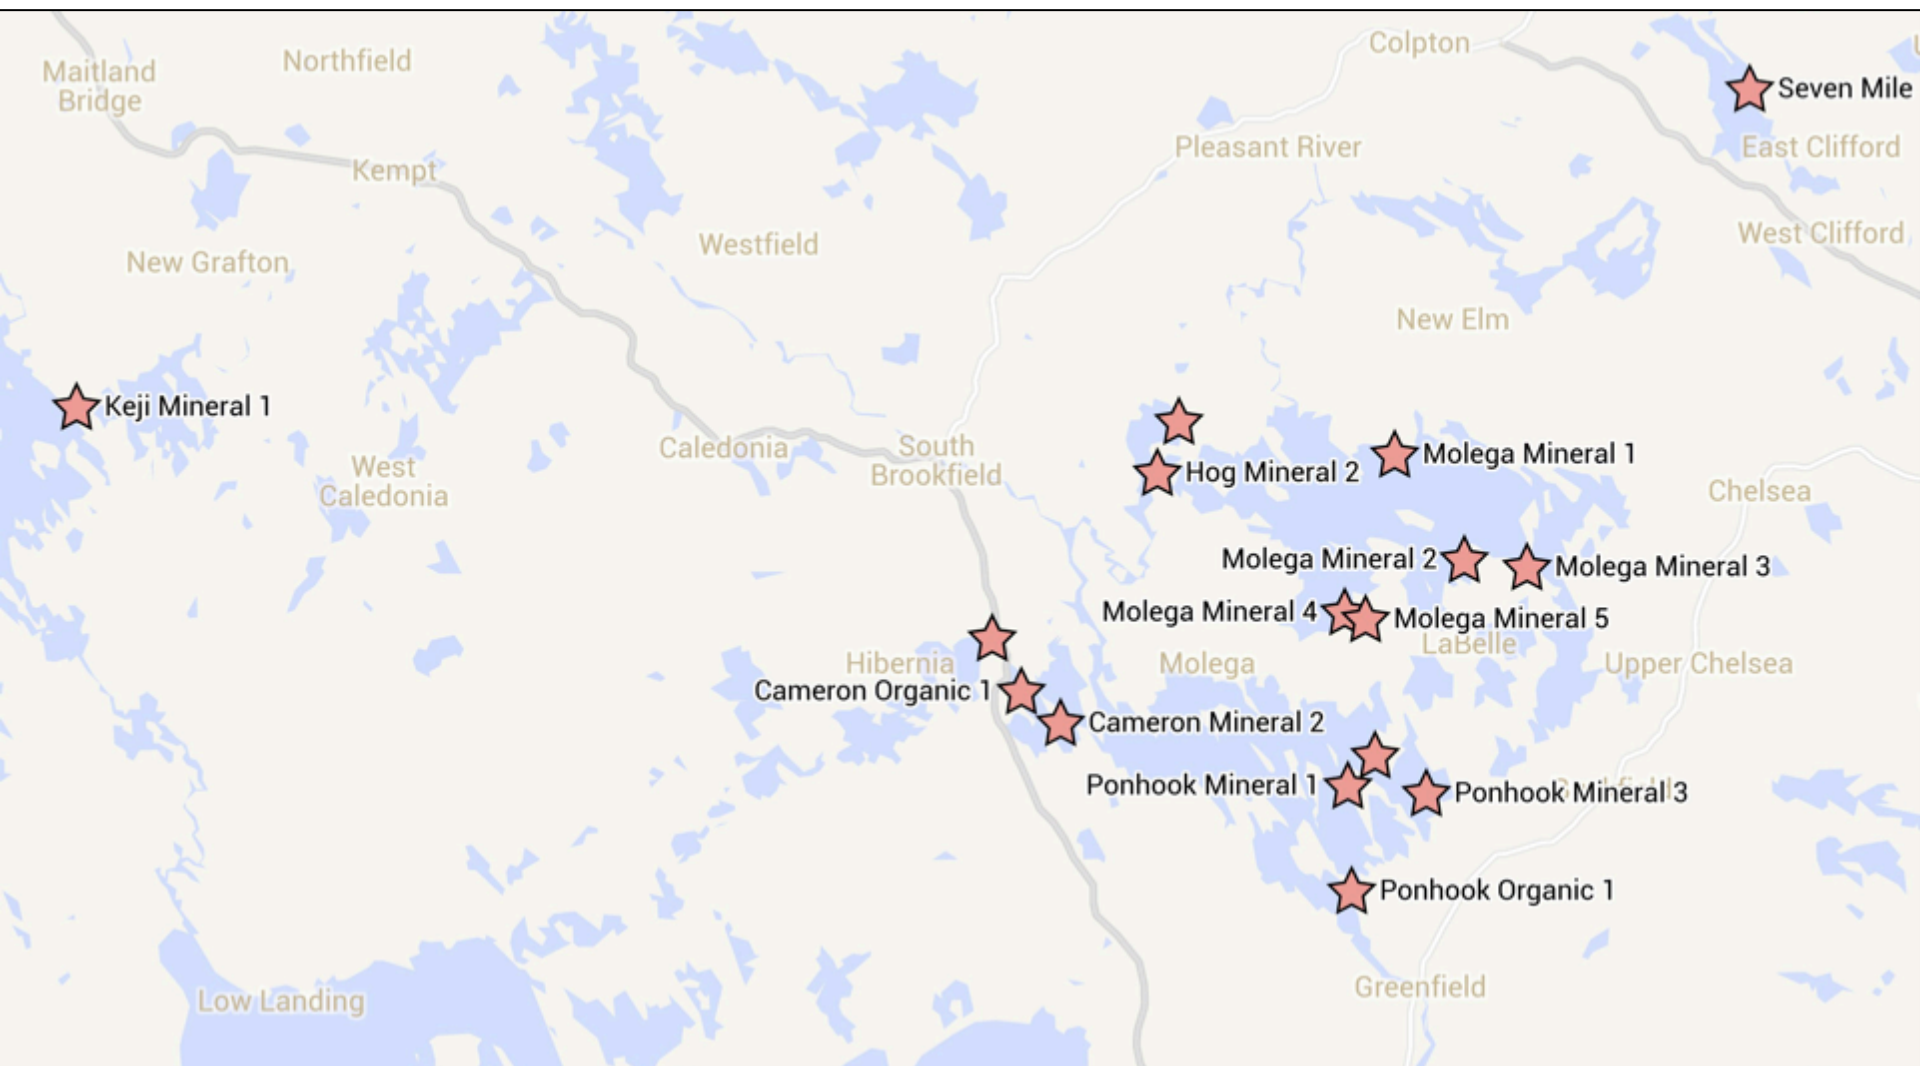 Colpton
Northfield
Maitland
Bridge
Seven Mile
Pleasant River
East Clifford
Kempt
West Clifford
Westfield
New Grafton
New Elm
Keji Mineral 1
Caledonia
South
Brookfield
Molega Mineral 1
Hog Mineral 2
West
Caledonia
Chelsea
Molega Mineral 2
Molega Mineral 3
Molega Mineral 4
Molega Mineral 5
LaBelle
Hibernia
Molega
Upper Chelsea
Cameron Organic 1
Cameron Mineral 2
Ponhook Mineral 1
Ponhook Mineral 3
Ponhook Organic 1
Greenfield
Low Landing